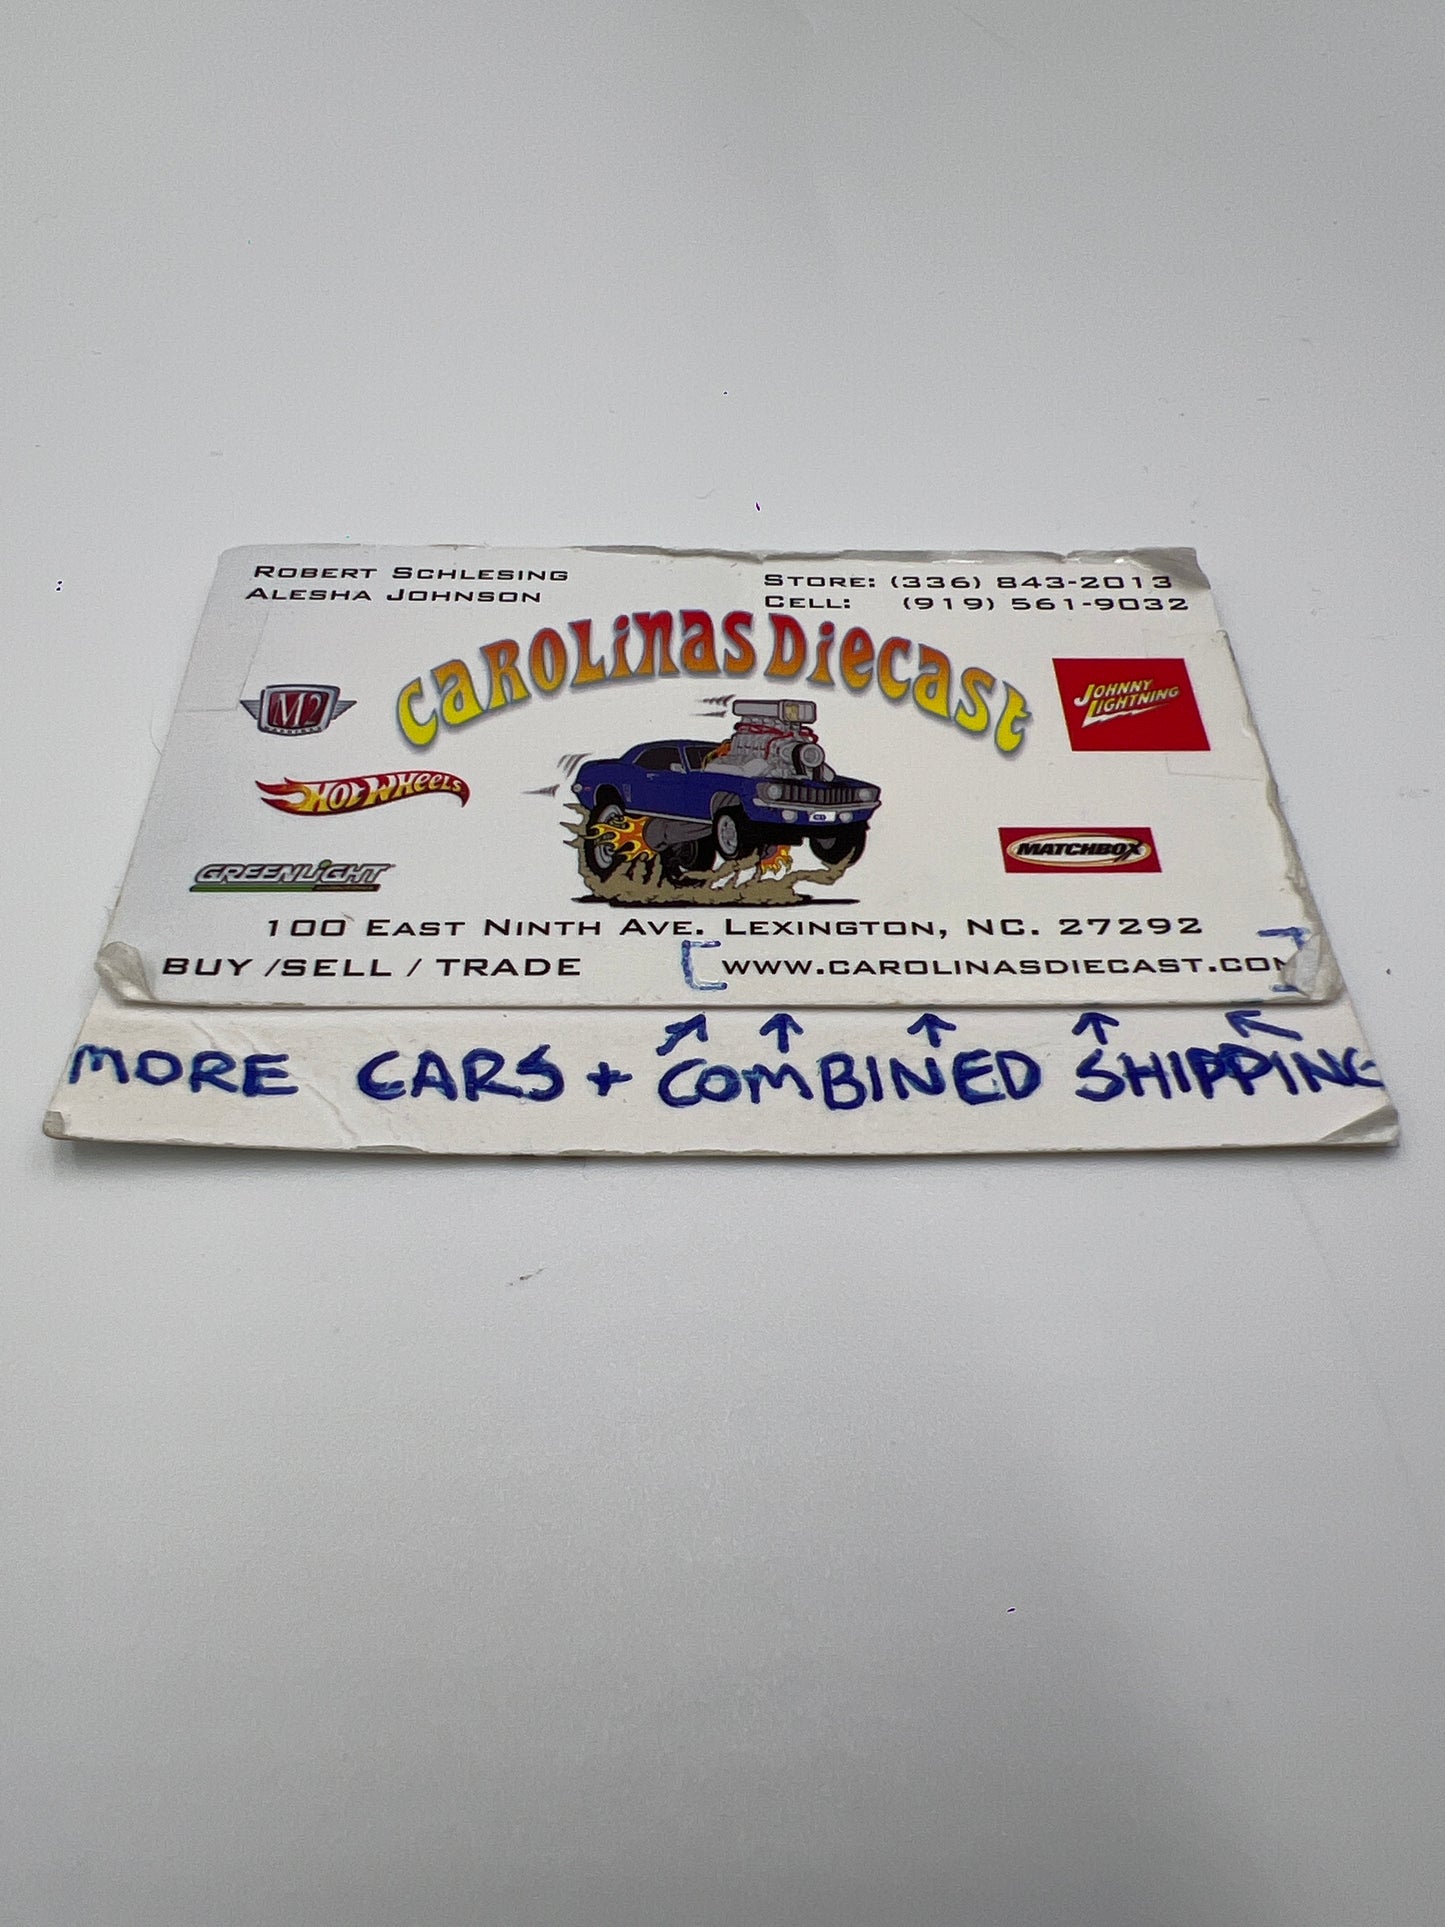 ROBERT SCHLESING
ALESHA JOHNSON
STORE: (336) 843-2013
CELL: (919) 561-9032
CAROLINAS DIECAST
M2
JOHNNY LIGHTNING
HOT WHEELS
MATCHBOX
GREENLIGHT
100 EAST NINTH AVE. LEXINGTON, NC. 27292
BUY /SELL / TRADE [WWW.CAROLINASDIECAST.COM]
↗ ↑ ↑ ↑ ↖
MORE CARS + COMBINED SHIPPING